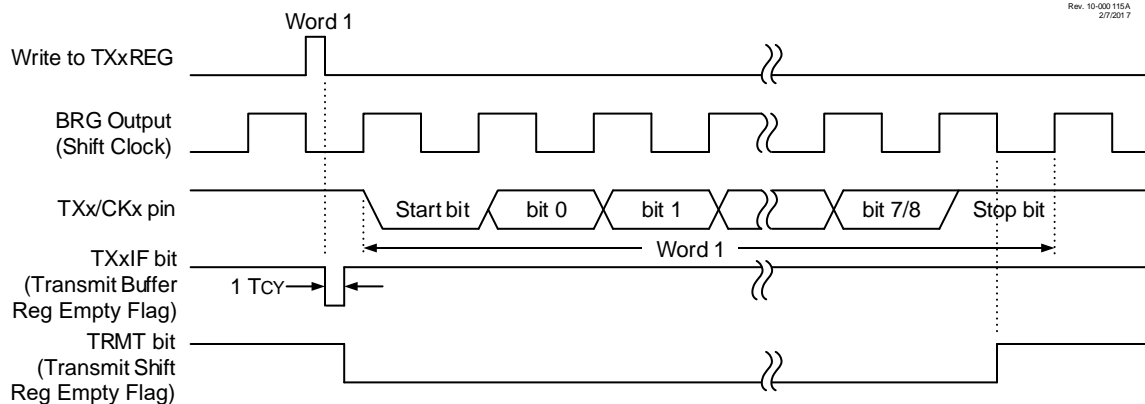 Rev. 10-000 115A
2/7/201 7
Word 1
Write to TXxREG
BRG Output
(Shift Clock)
TXx/CKx pin
Start bit
bit 0
bit 1
bit 7/8
Stop bit
Word 1
TXxIF bit
(Transmit Buffer
Reg Empty Flag)
1 TCY
TRMT bit
(Transmit Shift
Reg Empty Flag)